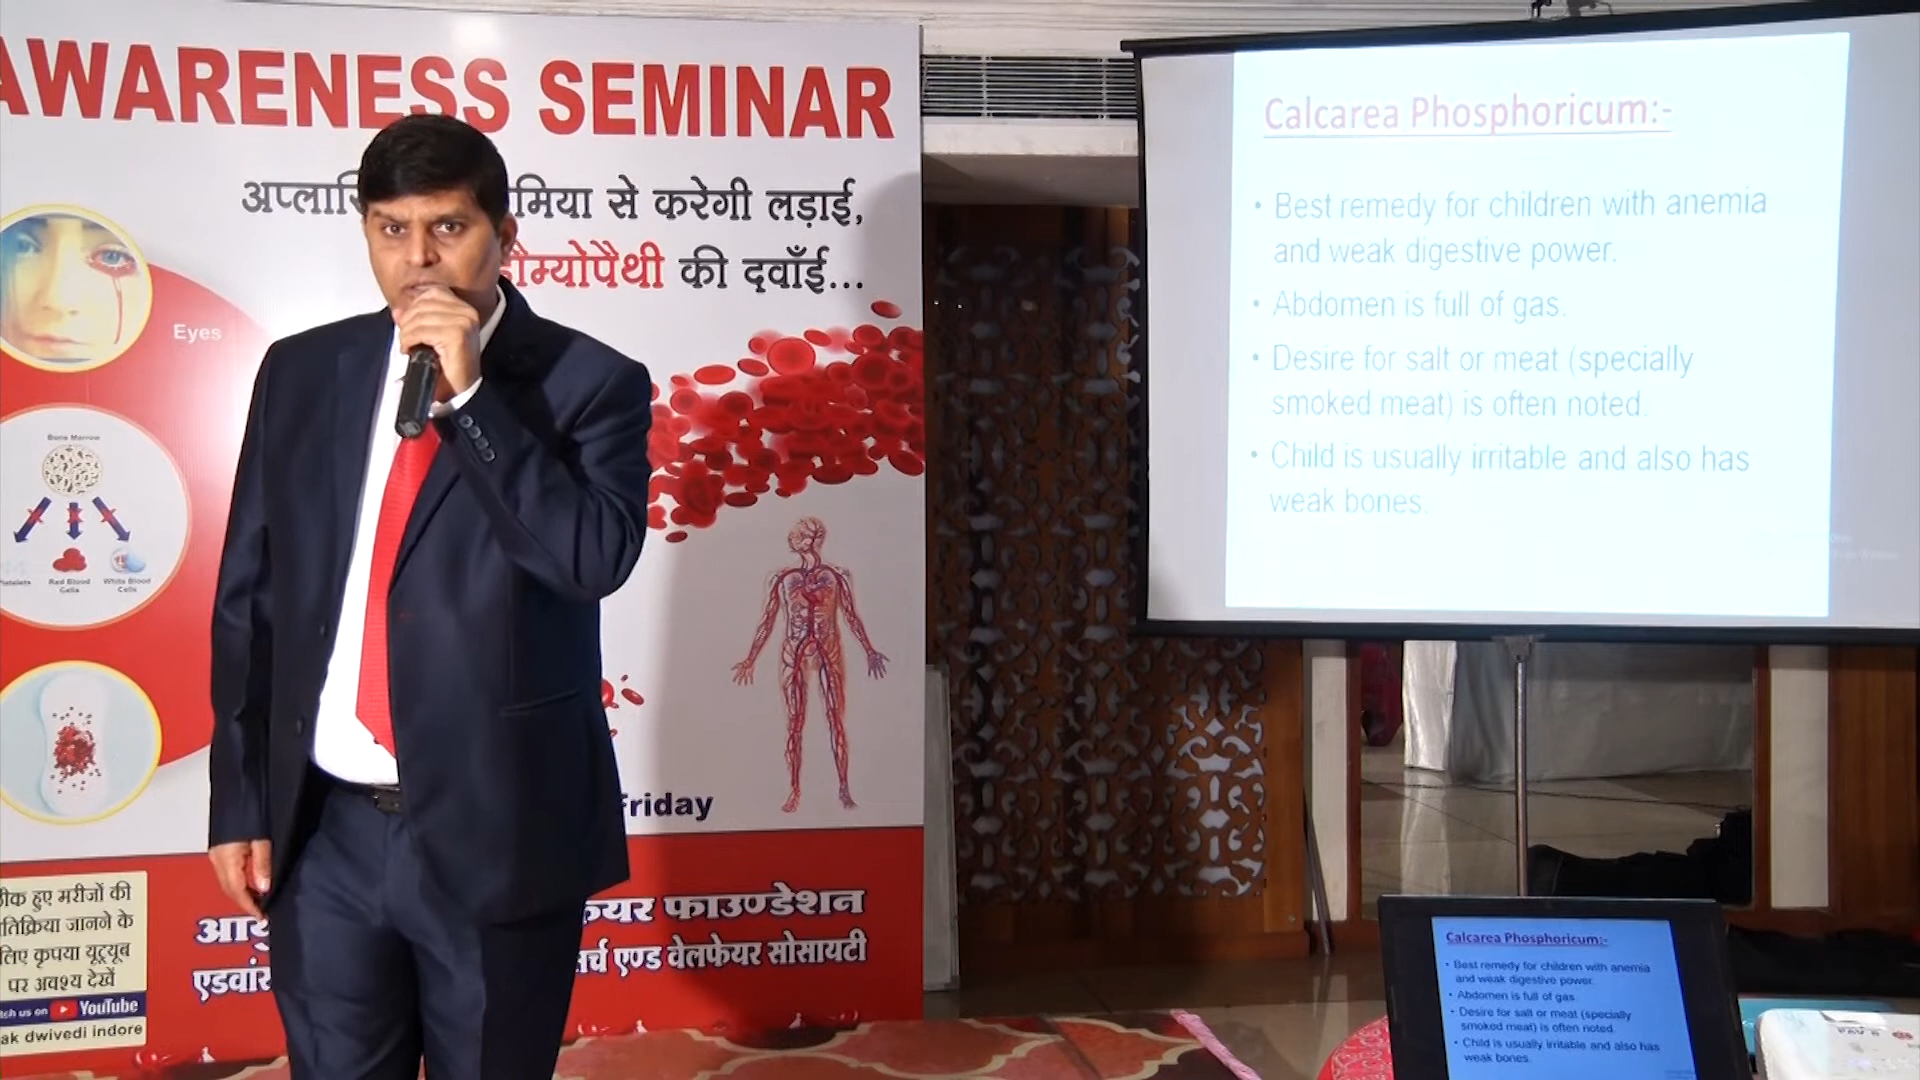 AWARENESS SEMINAR
से करेगी लड़ाई,
की दवाँई...
Eyes
Bone Marrow
Platelets
Red Blood
Cells
White Blood
Cells
Friday
हुए मरीजों की
जानने के
कृपया यूट्यूब
पर अवश्य देखें
us on YouTube
dwivedi indore
फाउण्डेशन
एण्ड वेलफेयर सोसायटी
Calcarea Phosphoricum:-
• Best remedy for children with anemia
and weak digestive power.
• Abdomen is full of gas.
• Desire for salt or meat (specially
smoked meat) is often noted.
• Child is usually irritable and also has
weak bones.
Calcarea Phosphoricum:-
• Best remedy for children with anemia
and weak digestive power.
• Abdomen is full of gas.
• Desire for salt or meat (specially
smoked meat) is often noted.
• Child is usually irritable and also has
weak bones.